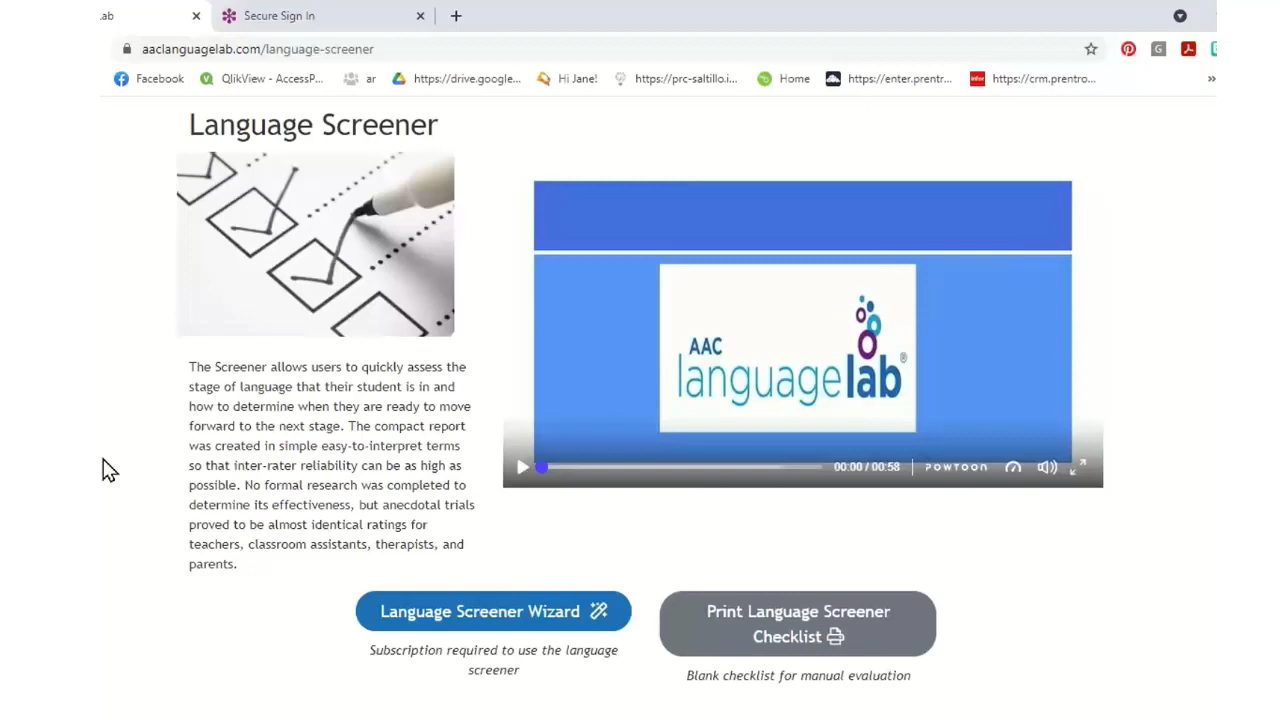 .ab
Secure Sign In
aaclanguagelab.com/language-screener
Facebook
QlikView - AccessP...
ar
https://drive.google...
Hi Jane!
https://prc-saltillo.i...
Home
https://enter.prentr...
https://crm.prentro...
»
Language Screener
AAC
languagelab®
The Screener allows users to quickly assess the
stage of language that their student is in and
how to determine when they are ready to move
forward to the next stage. The compact report
was created in simple easy-to-interpret terms
so that inter-rater reliability can be as high as
possible. No formal research was completed to
determine its effectiveness, but anecdotal trials
proved to be almost identical ratings for
teachers, classroom assistants, therapists, and
parents.
00:00 / 00:58
POWTOON
Language Screener Wizard
Subscription required to use the language
screener
Print Language Screener
Checklist
Blank checklist for manual evaluation